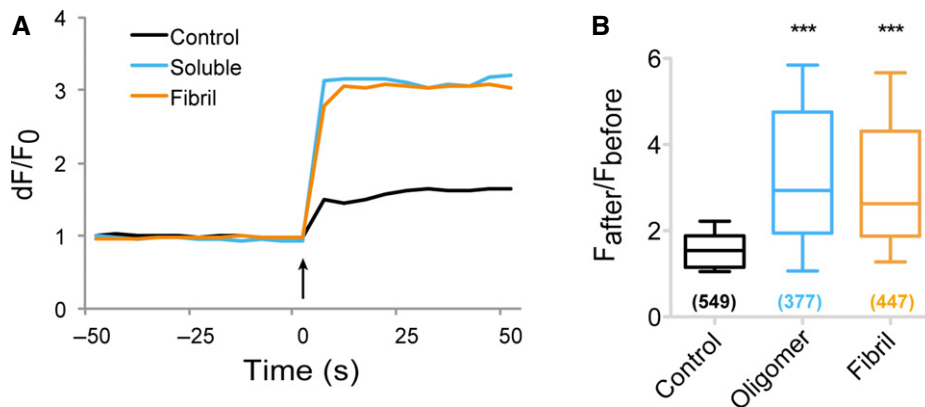 A
dF/F0
4
3
2
1
0
Control
Soluble
Fibril
–50
–25
0
25
50
Time (s)
B
Fafter/Fbefore
6
4
2
0
*** ***
(549) (377) (447)
Control
Oligomer
Fibril